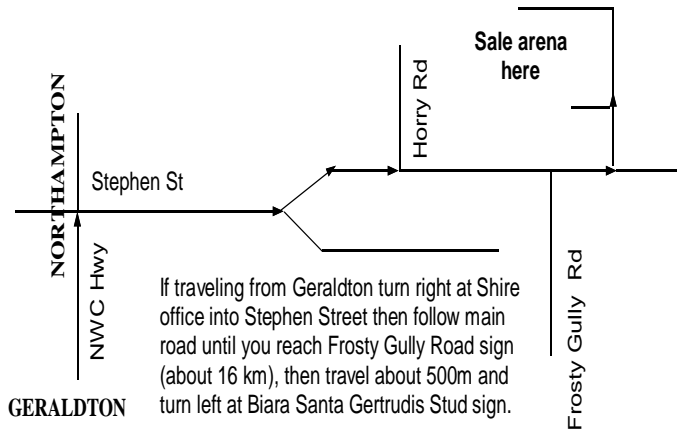 Sale arena
here
Horry Rd
NORTHAMPTON
Stephen St
NWC Hwy
Frosty Gully Rd
If traveling from Geraldton turn right at Shire
office into Stephen Street then follow main
road until you reach Frosty Gully Road sign
(about 16 km), then travel about 500m and
turn left at Biara Santa Gertrudis Stud sign.
GERALDTON